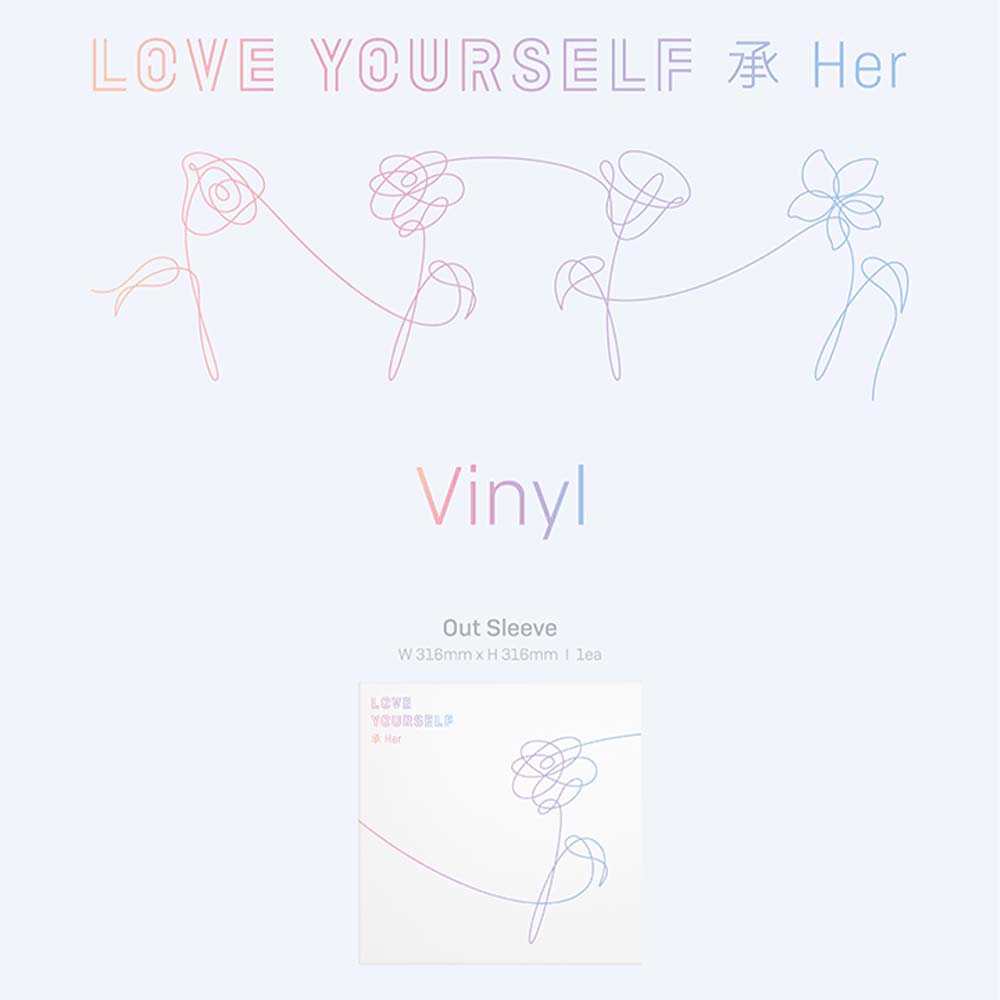 LOVE YOURSELF 承 Her
Vinyl
Out Sleeve
W 316mm x H 316mm | 1ea
LOVE
YOURSELF
承 Her